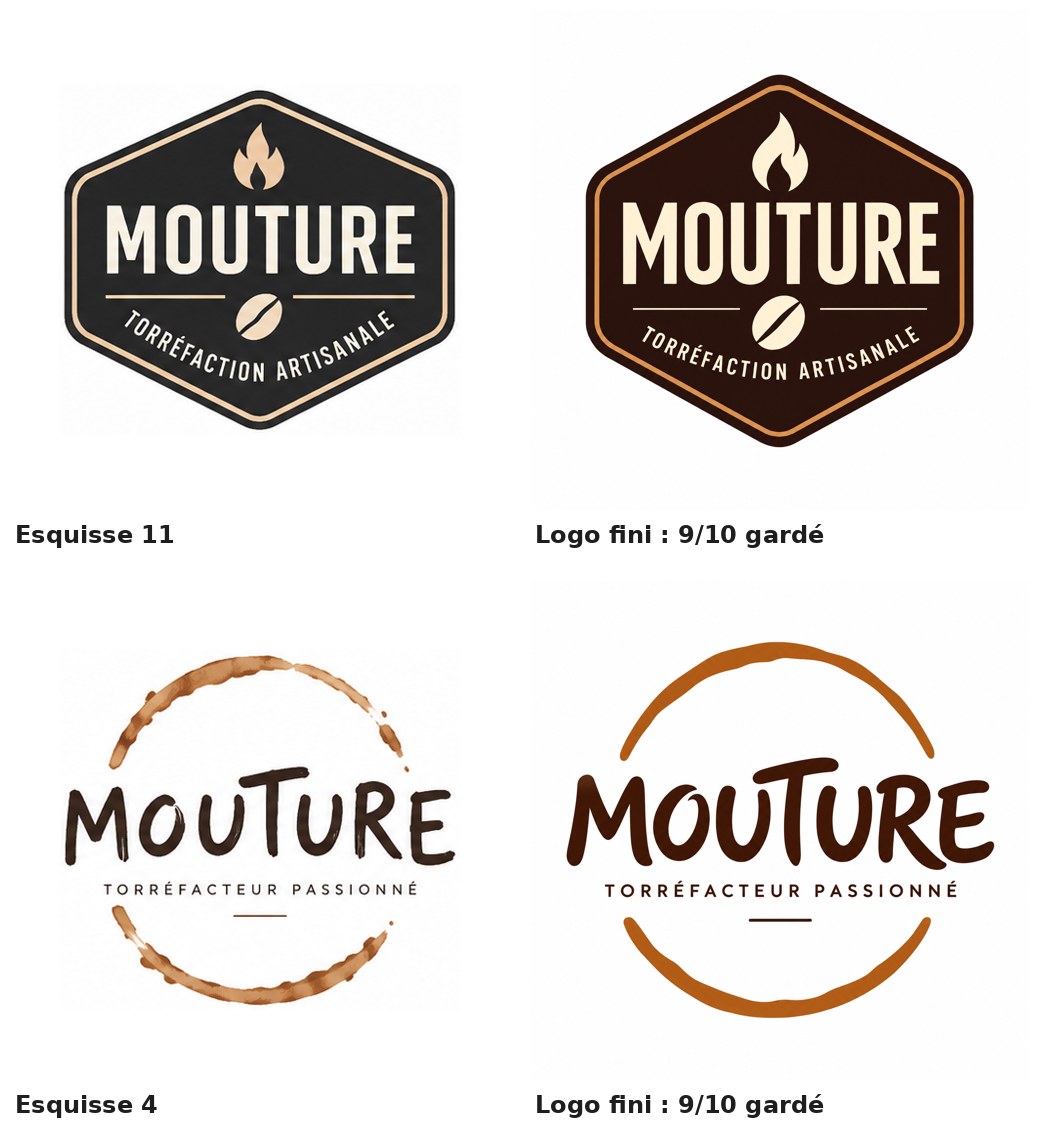 MOUTURE
TORRÉFACTION ARTISANALE
Esquisse 11
MOUTURE
TORRÉFACTION ARTISANALE
Logo fini : 9/10 gardé
MOUTURE
TORRÉFACTEUR PASSIONNÉ
Esquisse 4
MOUTURE
TORRÉFACTEUR PASSIONNÉ
Logo fini : 9/10 gardé